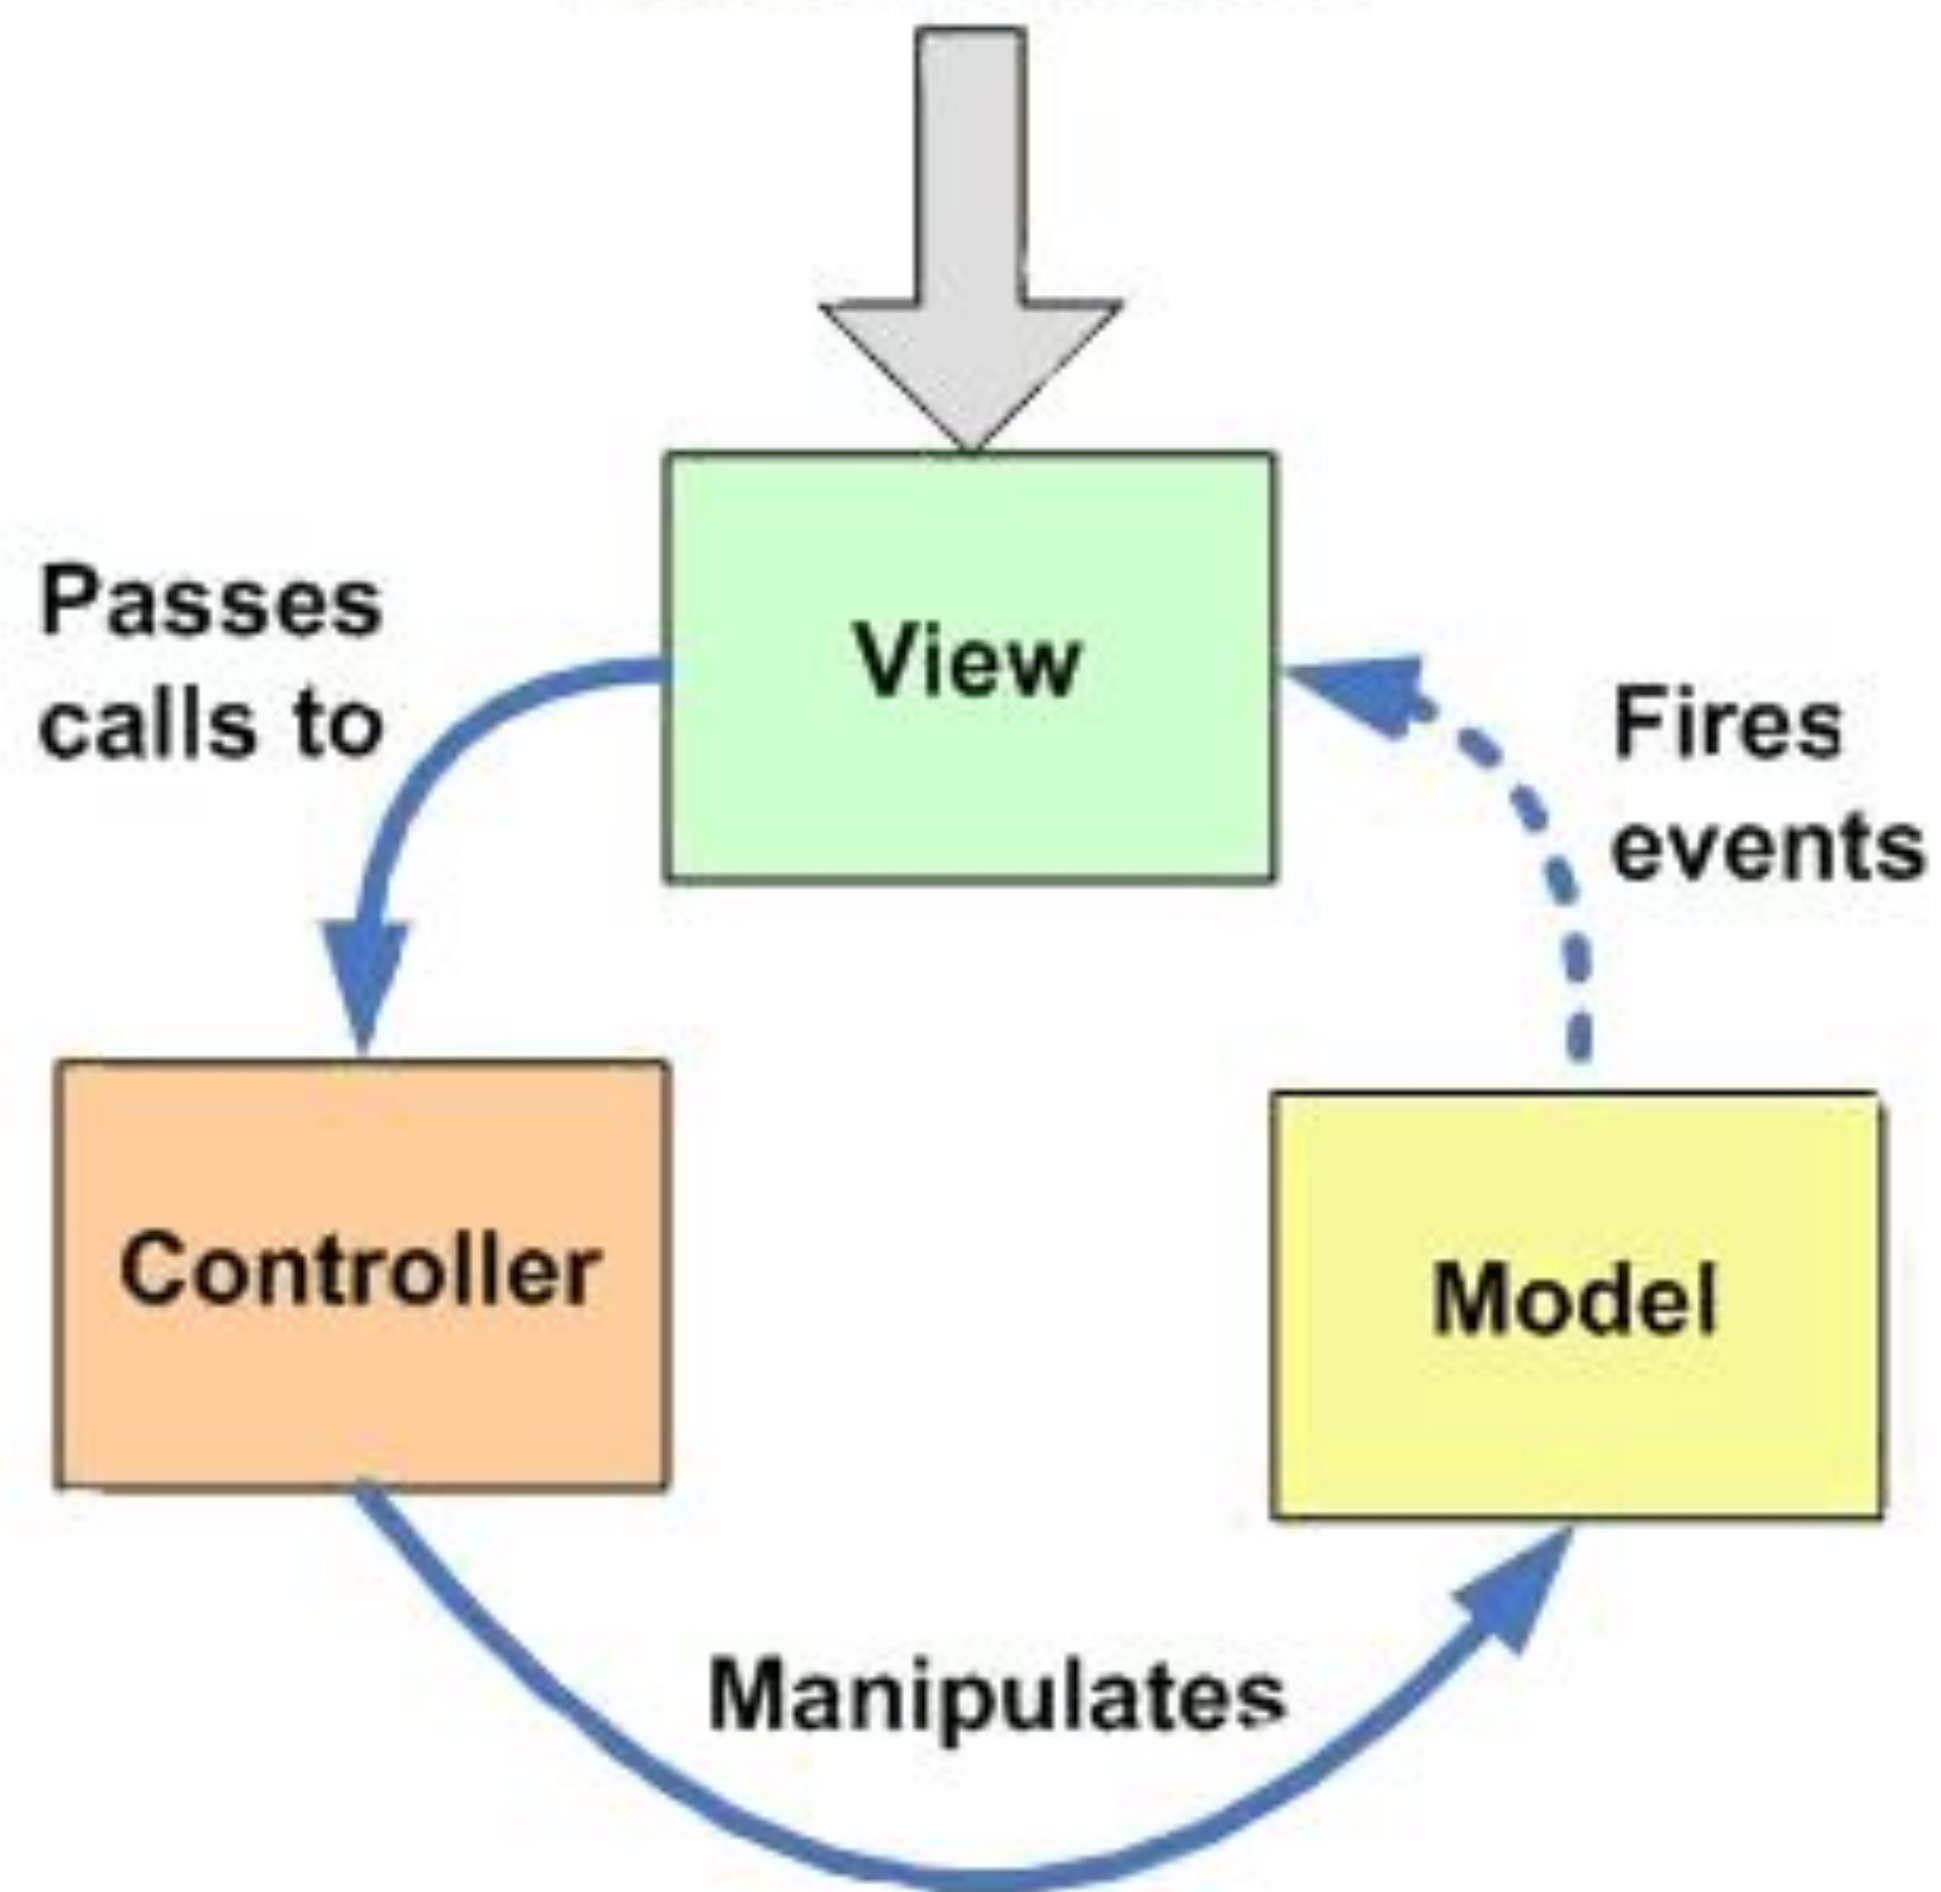 View
Passes
calls to
Fires
events
Controller
Model
Manipulates